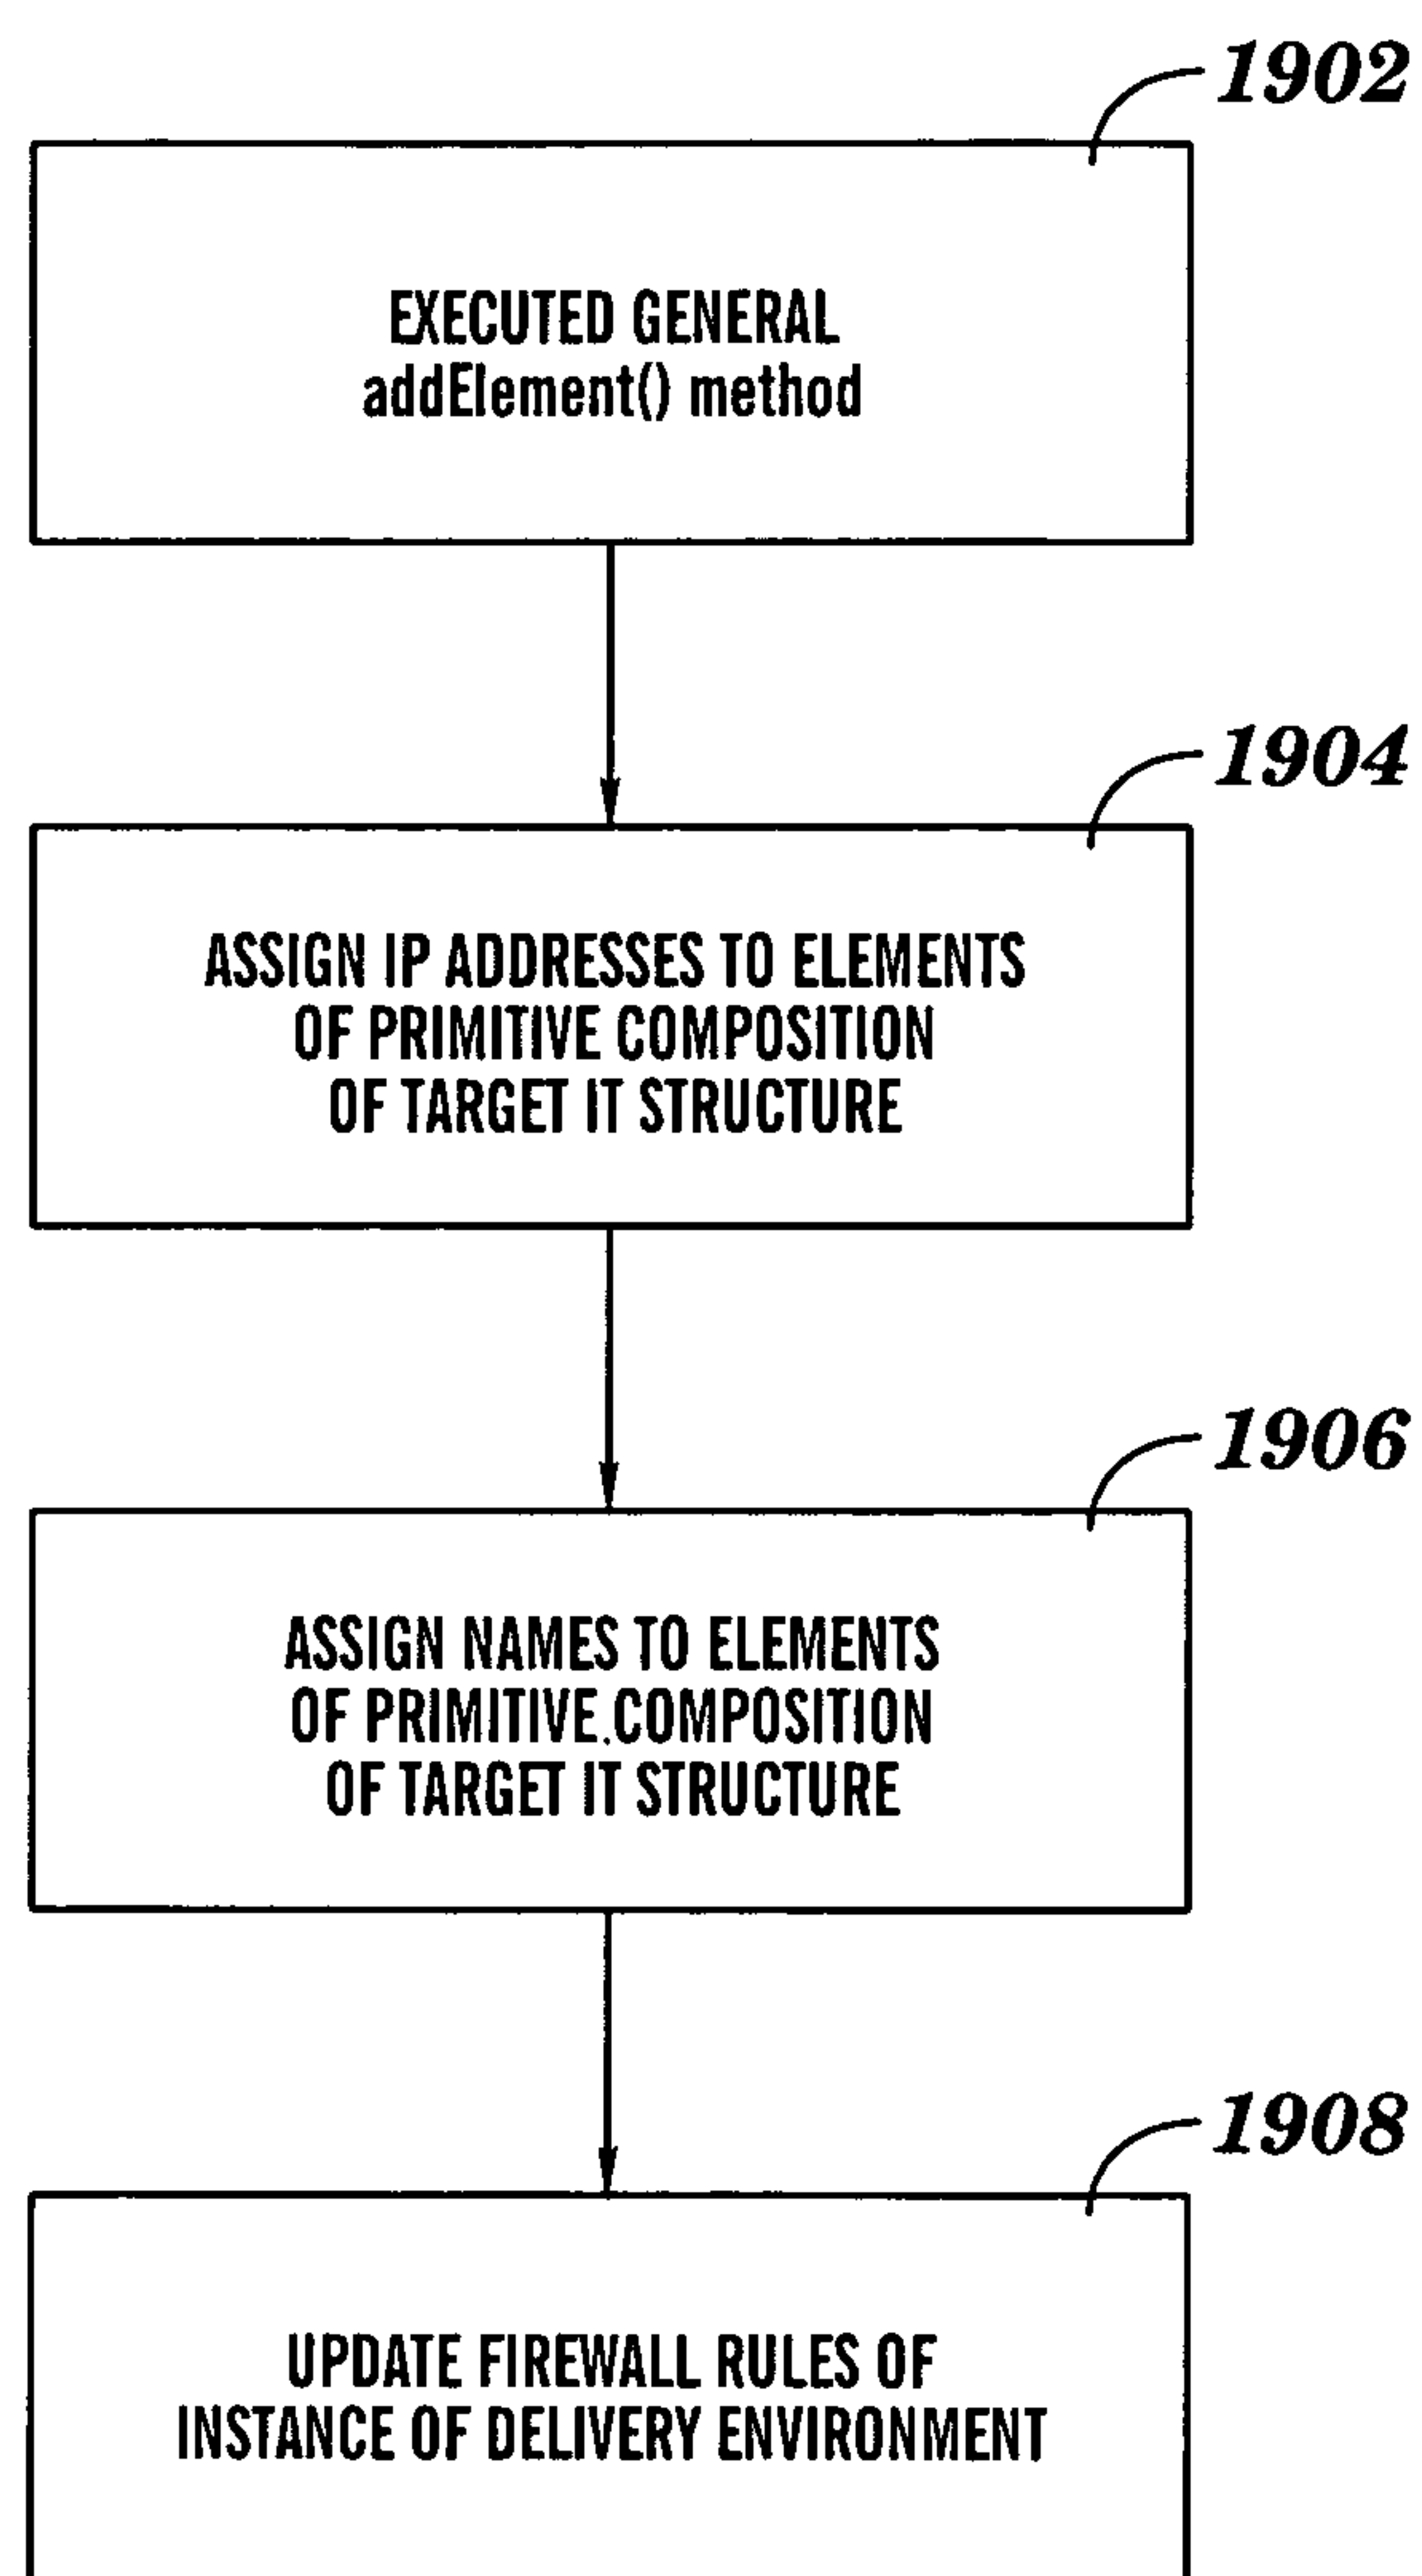 1902
EXECUTED GENERAL
addElement() method
1904
ASSIGN IP ADDRESSES TO ELEMENTS
OF PRIMITIVE COMPOSITION
OF TARGET IT STRUCTURE
1906
ASSIGN NAMES TO ELEMENTS
OF PRIMITIVE.COMPOSITION
OF TARGET IT STRUCTURE
1908
UPDATE FIREWALL RULES OF
INSTANCE OF DELIVERY ENVIRONMENT